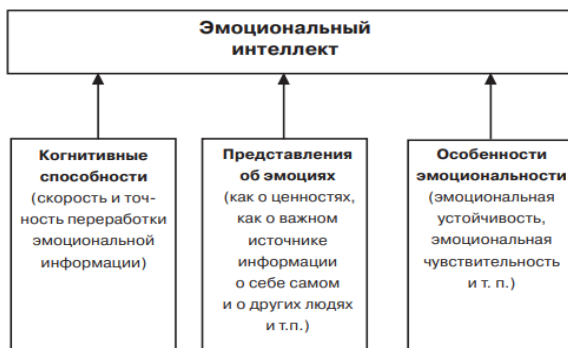 Эмоциональный
интеллект
Когнитивные
способности
(скорость и точ-
ность переработки
эмоциональной
информации)
Представления
об эмоциях
(как о ценностях,
как о важном
источнике
информации
о себе самом
и о других людях
и т.п.)
Особенности
эмоциональности
(эмоциональная
устойчивость,
эмоциональная
чувствительность
и т. п.)